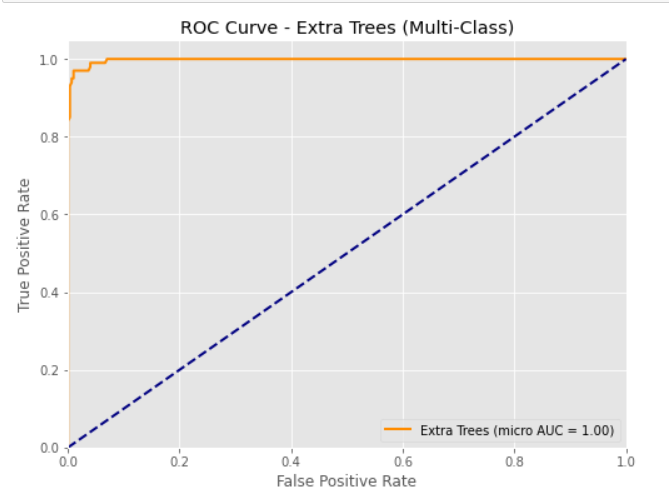 ROC Curve - Extra Trees (Multi-Class)
True Positive Rate
1.0
0.8
0.6
0.4
0.2
0.0
0.0 0.2 0.4 0.6 0.8 1.0
False Positive Rate
Extra Trees (micro AUC = 1.00)